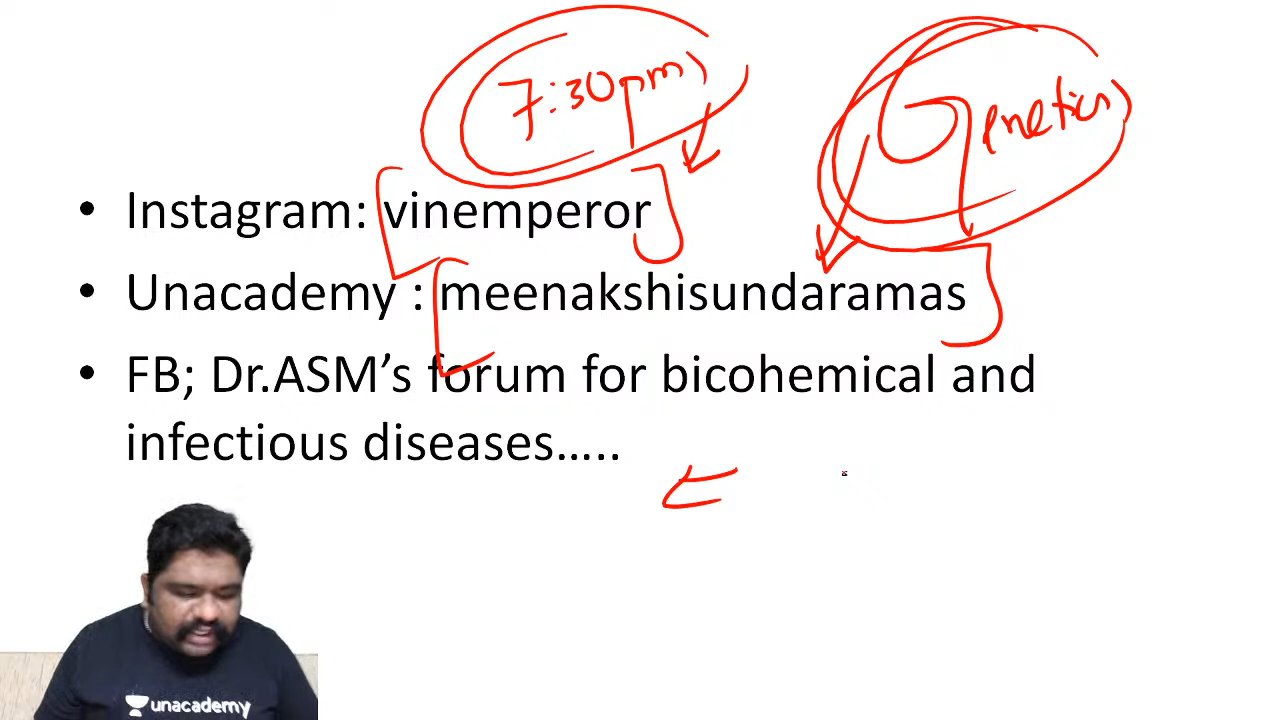 7:30pm
Genetics
• Instagram: vinemperor
• Unacademy : meenakshisundaramas
• FB; Dr.ASM’s forum for bicohemical and
infectious diseases…..
unacademy